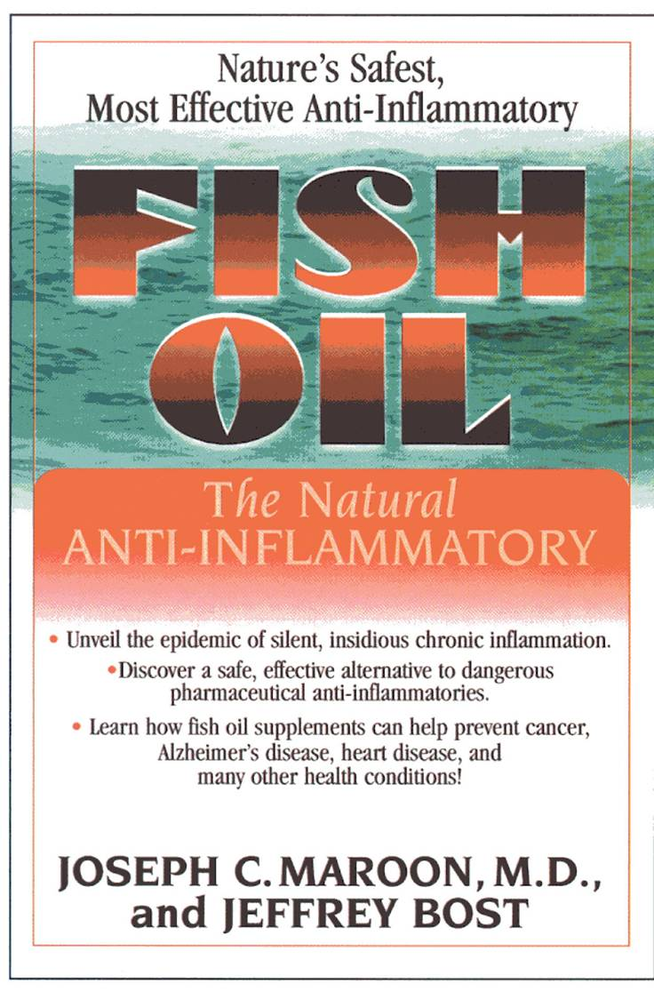 Nature's Safest,
Most Effective Anti-Inflammatory
FISH
OIL
The Natural
ANTI-INFLAMMATORY
• Unveil the epidemic of silent, insidious chronic inflammation.
•Discover a safe, effective alternative to dangerous
pharmaceutical anti-inflammatories.
• Learn how fish oil supplements can help prevent cancer,
Alzheimer's disease, heart disease, and
many other health conditions!
JOSEPH C. MAROON, M.D.,
and JEFFREY BOST